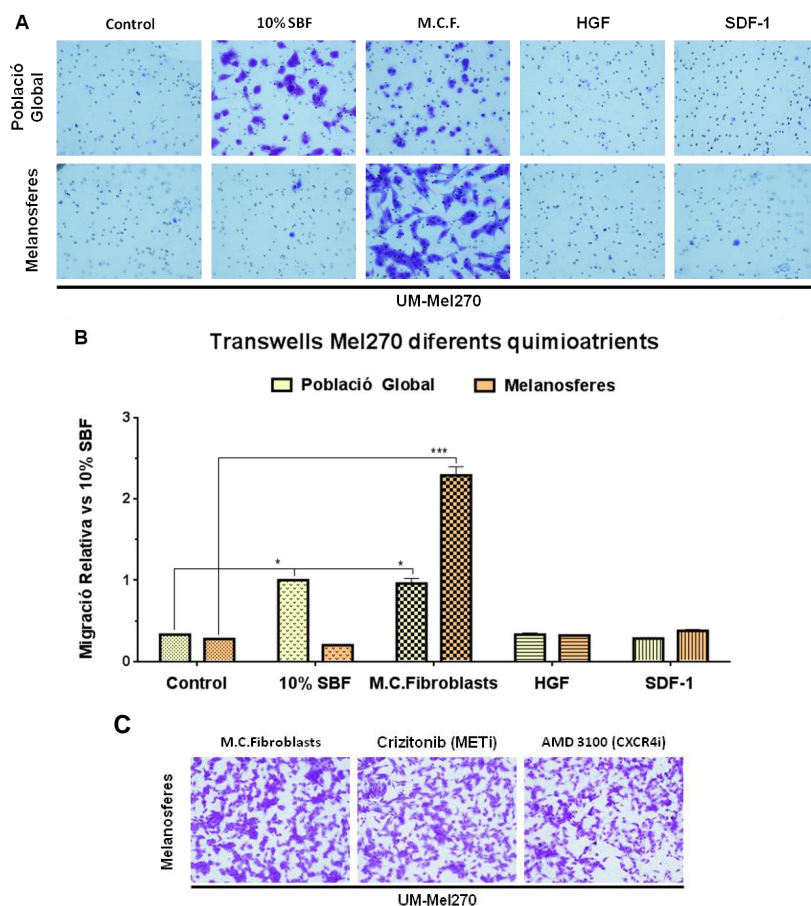 A
Control 10% SBF M.C.F. HGF SDF-1
Població
Global
Melanosferes
UM-Mel270
B
Transwells Mel270 diferents quimioatrients
Població Global Melanosferes
Migració Relativa vs 10% SBF
3
***
2
* *
1
0
Control 10% SBF M.C.Fibroblasts HGF SDF-1
C
M.C.Fibroblasts Crizitonib (METi) AMD 3100 (CXCR4i)
Melanosferes
UM-Mel270